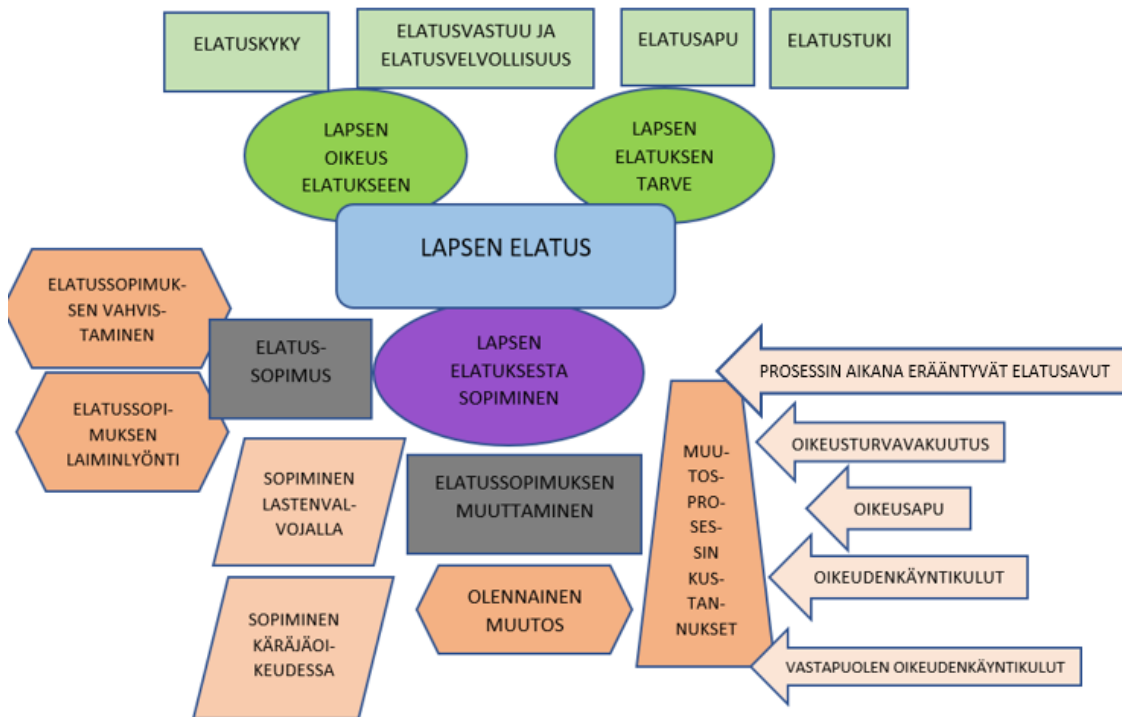 ELATUSKYKY
ELATUSVASTUU JA
ELATUSVELVOLLISUUS
ELATUSAPU
ELATUSTUKI
LAPSEN
OIKEUS
ELATUKSEEN
LAPSEN
ELATUKSEN
TARVE
LAPSEN ELATUS
ELATUSSOPIMUK-
SEN VAHVIS-
TAMINEN
ELATUS-
SOPIMUS
LAPSEN
ELATUKSESTA
SOPIMINEN
ELATUSSOPI-
MUKSEN
LAIMINLYÖNTI
SOPIMINEN
LASTENVAL-
VOJALLA
ELATUSSOPIMUKSEN
MUUTTAMINEN
SOPIMINEN
KÄRÄJÄOI-
KEUDESSA
OLENNAINEN
MUUTOS
MUU-
TOS-
PRO-
SES-
SIN
KUS-
TAN-
NUKSET
PROSESSIN AIKANA ERÄÄNTYVÄT ELATUSAVUT
OIKEUSTURVAVAKUUTUS
OIKEUSAPU
OIKEUDENKÄYNTIKULUT
VASTAPUOLEN OIKEUDENKÄYNTIKULUT